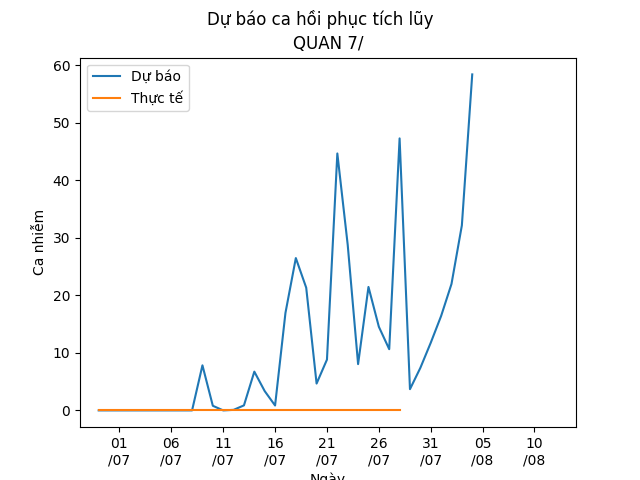 Dự báo ca hồi phục tích lũy
QUAN 7/
Dự báo
Thực tế
Ca nhiễm
60
50
40
30
20
10
0
01 06 11 16 21 26 31 05 10
/07 /07 /07 /07 /07 /07 /07 /08 /08
Ngày